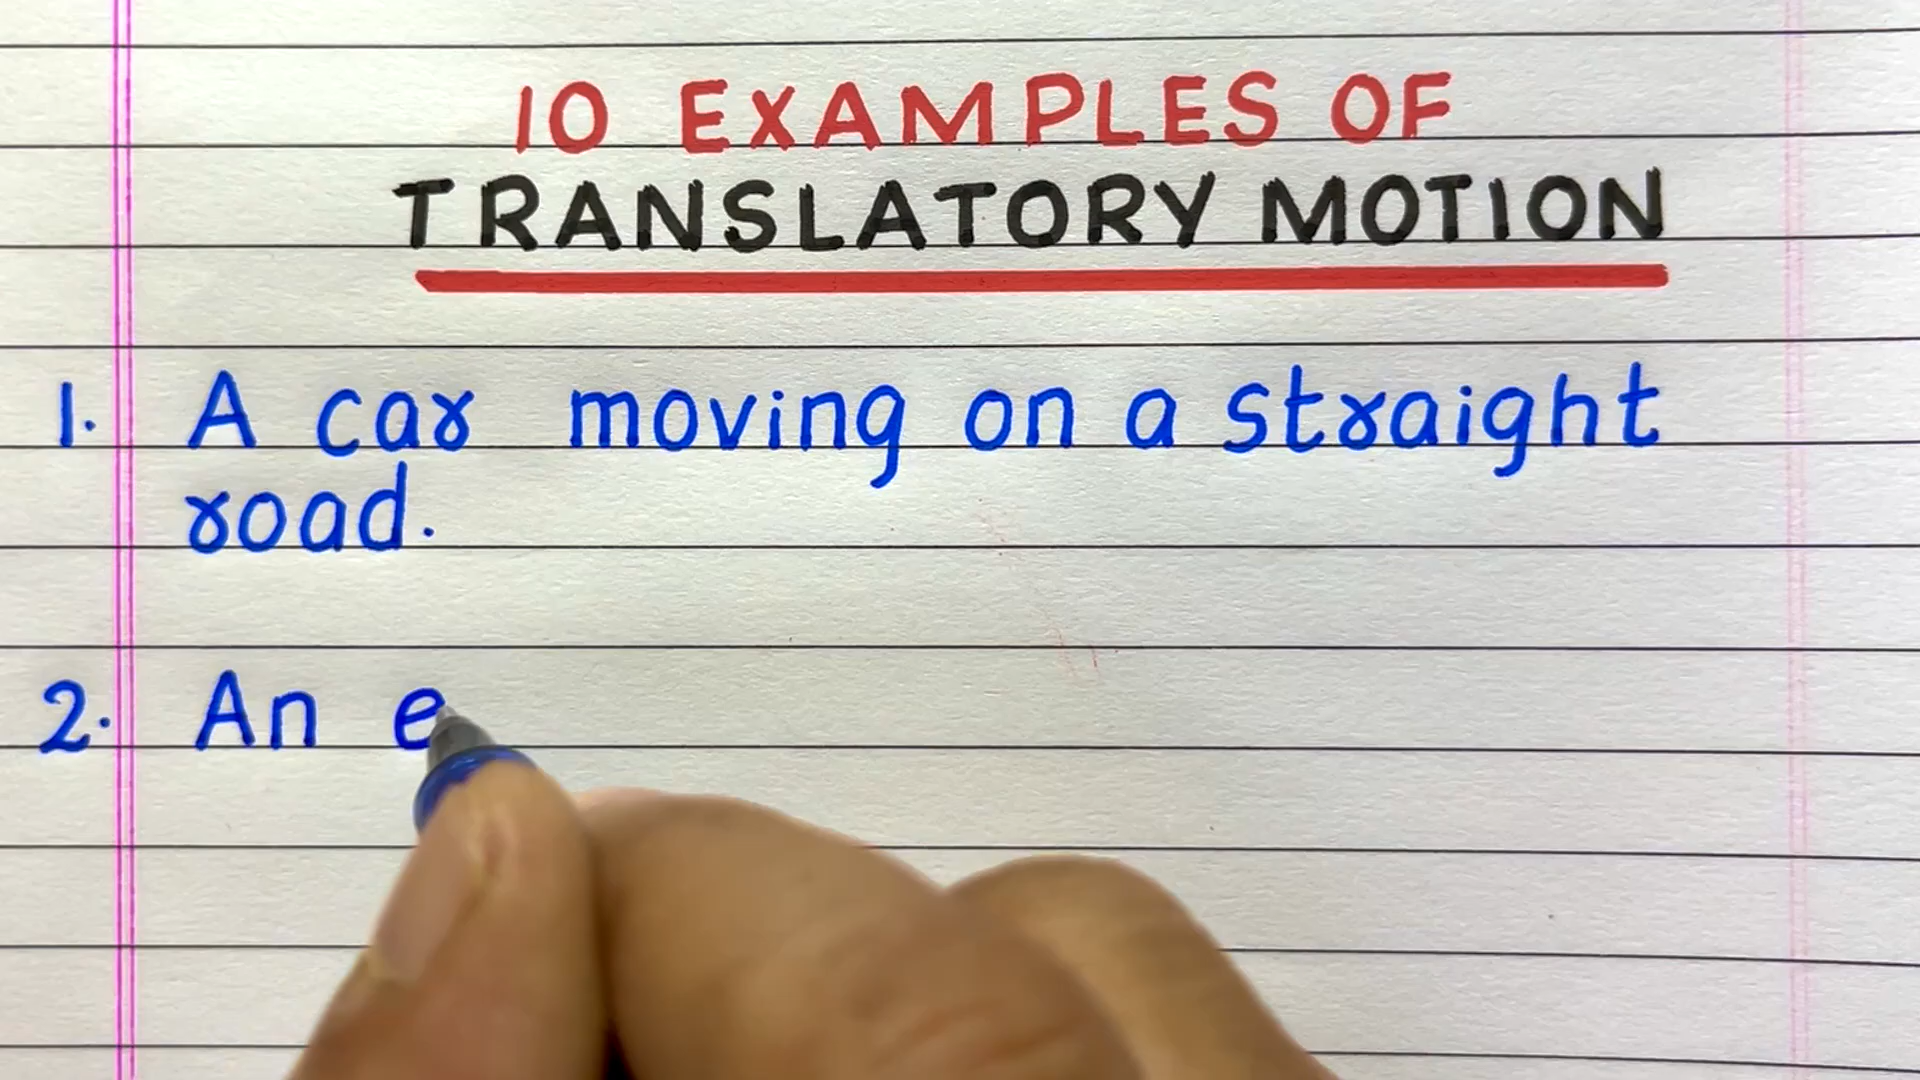 10 EXAMPLES OF
TRANSLATORY MOTION
1. A car moving on a straight
road.
2. An e